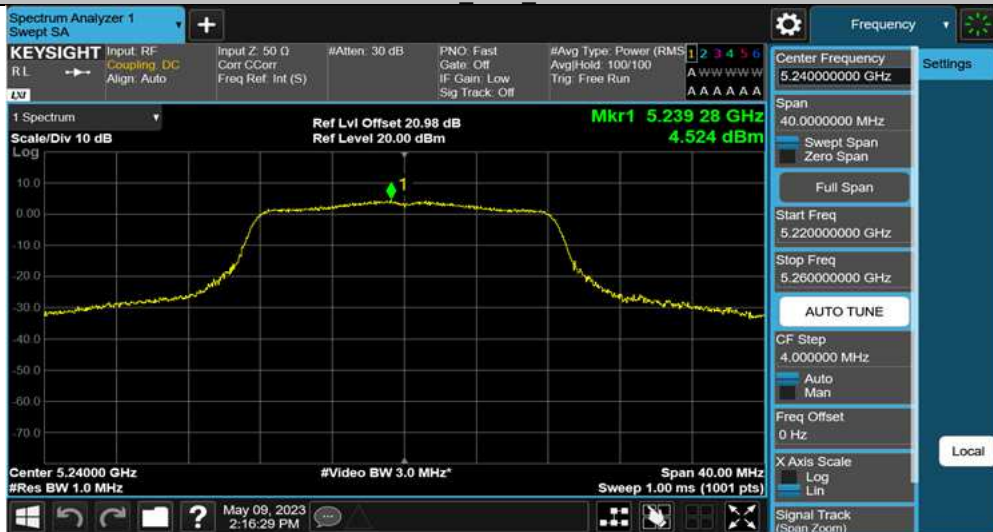 Spectrum Analyzer 1
Swept SA
+
Frequency
KEYSIGHT
RL
LXI
Input: RF
Coupling: DC
Align: Auto
Input Z: 50 Ω
Corr CCorr
Freq Ref: Int (S)
#Atten: 30 dB
PNO: Fast
Gate: Off
IF Gain: Low
Sig Track: Off
#Avg Type: Power (RMS
Avg|Hold: 100/100
Trig: Free Run
1 2 3 4 5 6
A W W W W W
A A A A A A
1 Spectrum
Scale/Div 10 dB
Log
Ref Lvl Offset 20.98 dB
Ref Level 20.00 dBm
Mkr1 5.239 28 GHz
4.524 dBm
1
10.0
0.00
-10.0
-20.0
-30.0
-40.0
-50.0
-60.0
-70.0
Center 5.24000 GHz
#Res BW 1.0 MHz
#Video BW 3.0 MHz*
Span 40.00 MHz
Sweep 1.00 ms (1001 pts)
?
May 09, 2023
2:16:29 PM
Center Frequency
5.240000000 GHz
Span
40.0000000 MHz
Swept Span
Zero Span
Full Span
Start Freq
5.220000000 GHz
Stop Freq
5.260000000 GHz
AUTO TUNE
CF Step
4.000000 MHz
Auto
Man
Freq Offset
0 Hz
X Axis Scale
Log
Lin
Signal Track
(Span Zoom)
Settings
Local